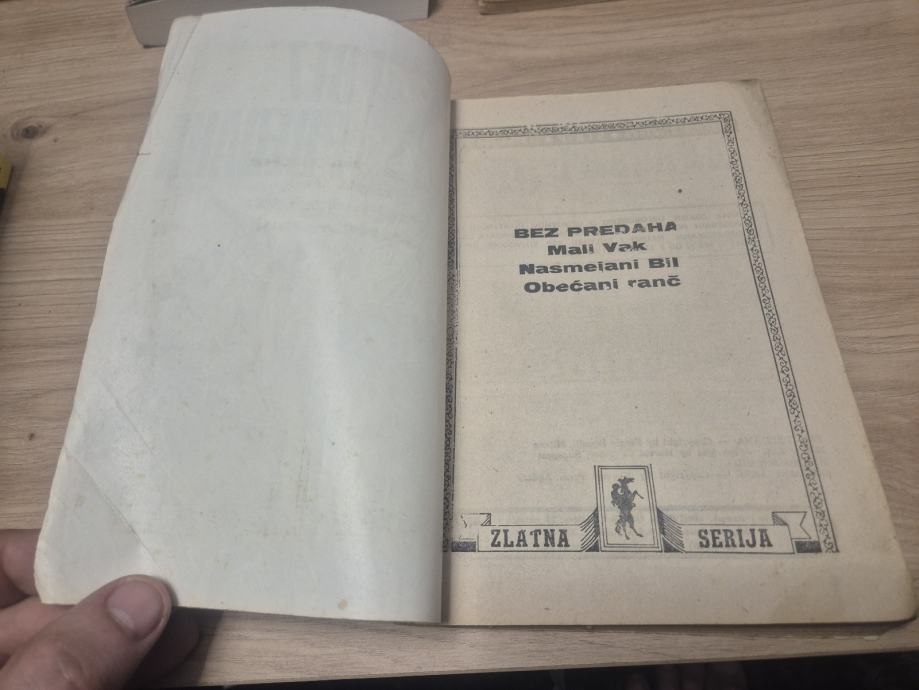 BEZ PREDAHA
Mali Vak
Nasmejani Bil
Obećani ranč
ZLATNA SERIJA